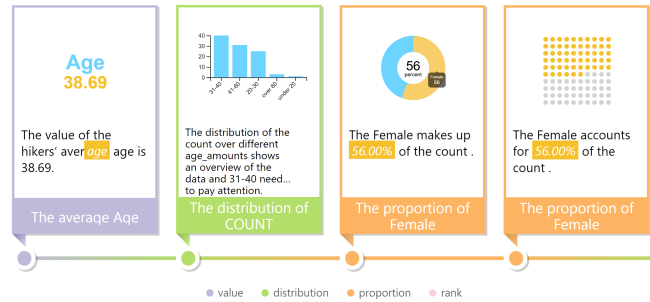 Age
38.69
The value of the
hikers' aver age age is
38.69.
The average Age
40
30
20
10
0
31-40
41-60
20-30
over 60
under 20
The distribution of the
count over different
age_amounts shows
an overview of the
data and 31-40 need...
to pay attention.
The distribution of
COUNT
56
percent
Female
56
The Female makes up
56.00% of the count .
The proportion of
Female
The Female accounts
for 56.00% of the
count .
The proportion of
Female
value
distribution
proportion
rank